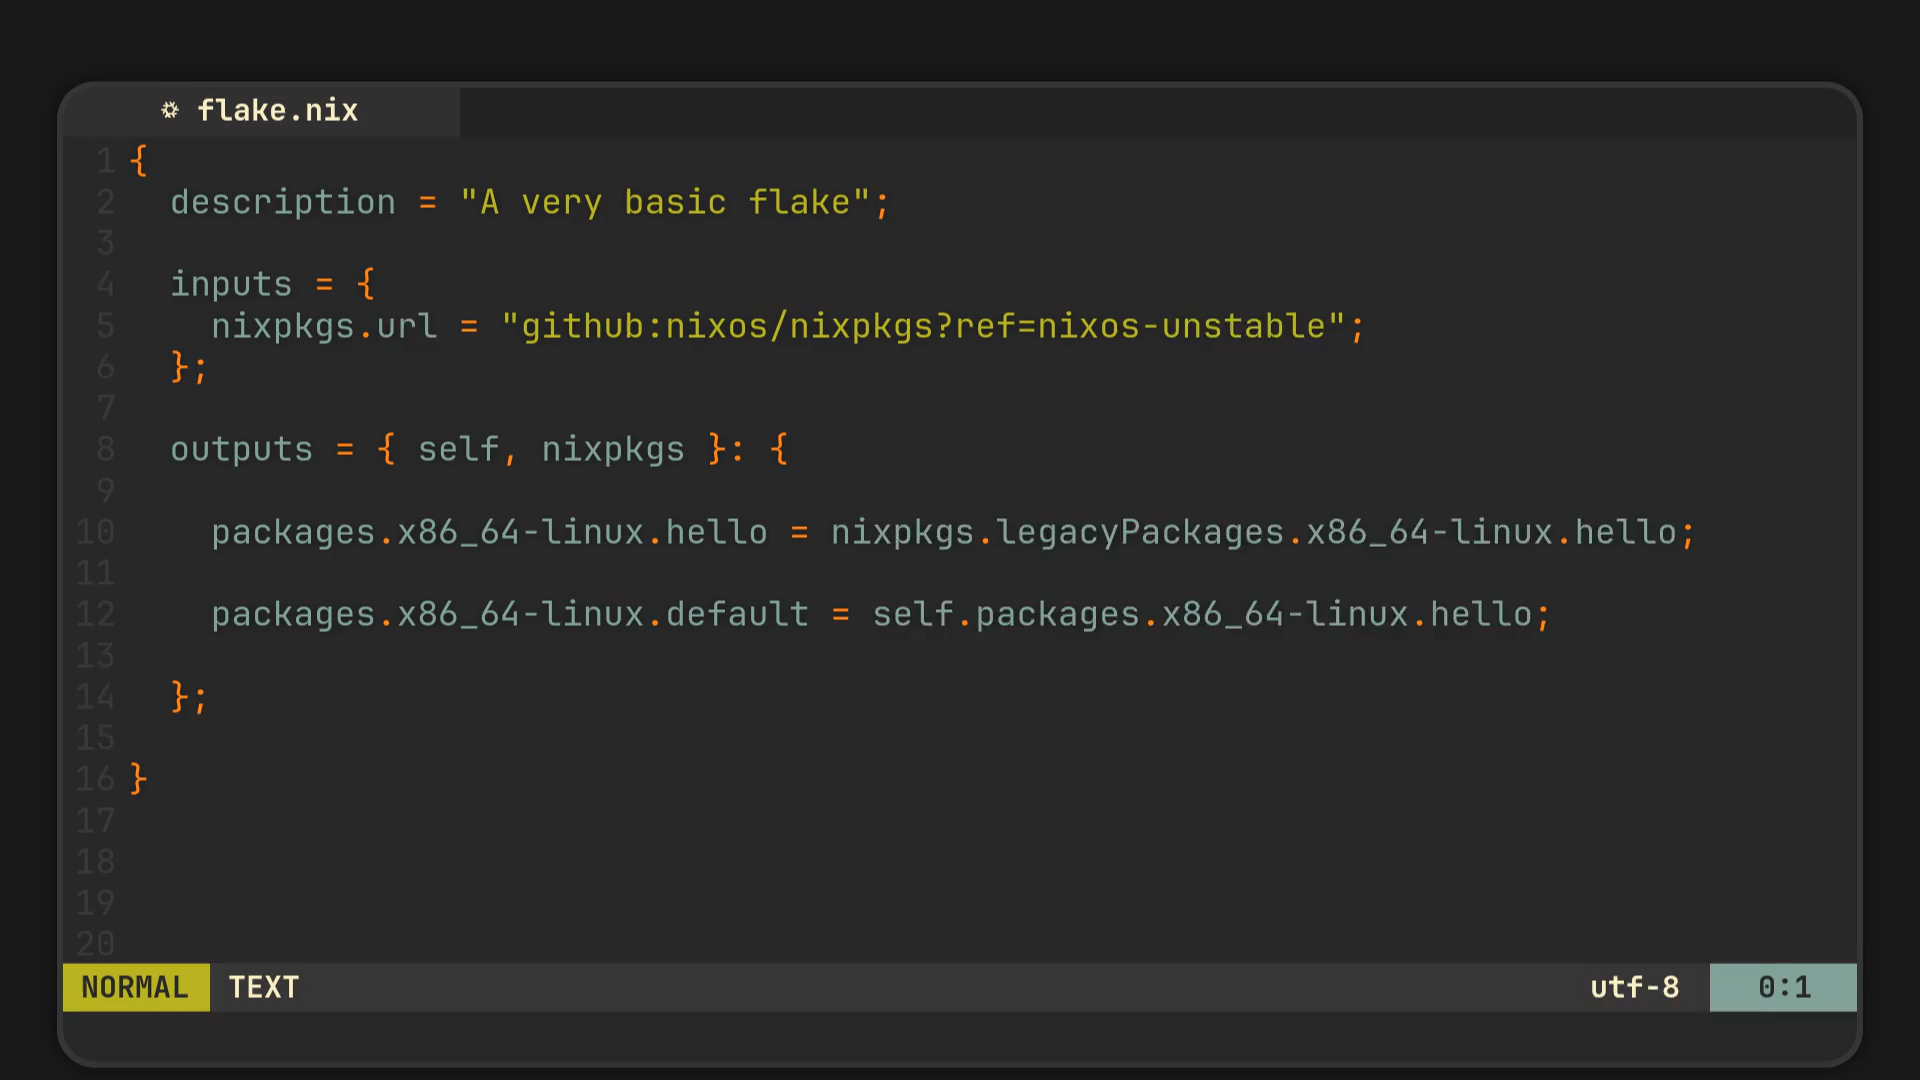 flake.nix
1 {
2   description = "A very basic flake";
3
4   inputs = {
5     nixpkgs.url = "github:nixos/nixpkgs?ref=nixos-unstable";
6   };
7
8   outputs = { self, nixpkgs }: {
9
10     packages.x86_64-linux.hello = nixpkgs.legacyPackages.x86_64-linux.hello;
11
12     packages.x86_64-linux.default = self.packages.x86_64-linux.hello;
13
14   };
15
16 }
17
18
19
20
NORMAL TEXT utf-8 0:1